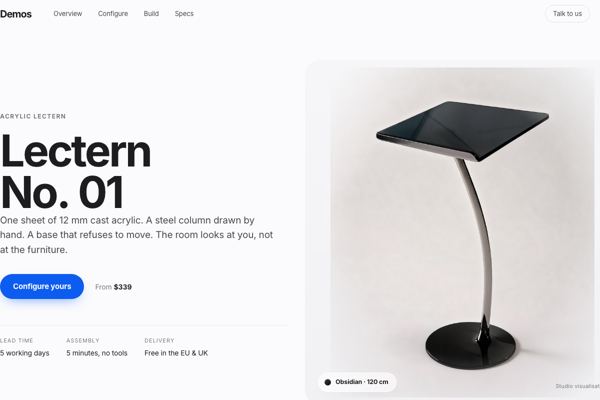 Demos
Overview
Configure
Build
Specs
Talk to us
ACRYLIC LECTERN
Lectern
No. 01
One sheet of 12 mm cast acrylic. A steel column drawn by
hand. A base that refuses to move. The room looks at you, not
at the furniture.
Configure yours
From $339
LEAD TIME
5 working days
ASSEMBLY
5 minutes, no tools
DELIVERY
Free in the EU & UK
Obsidian · 120 cm
Studio visualisat